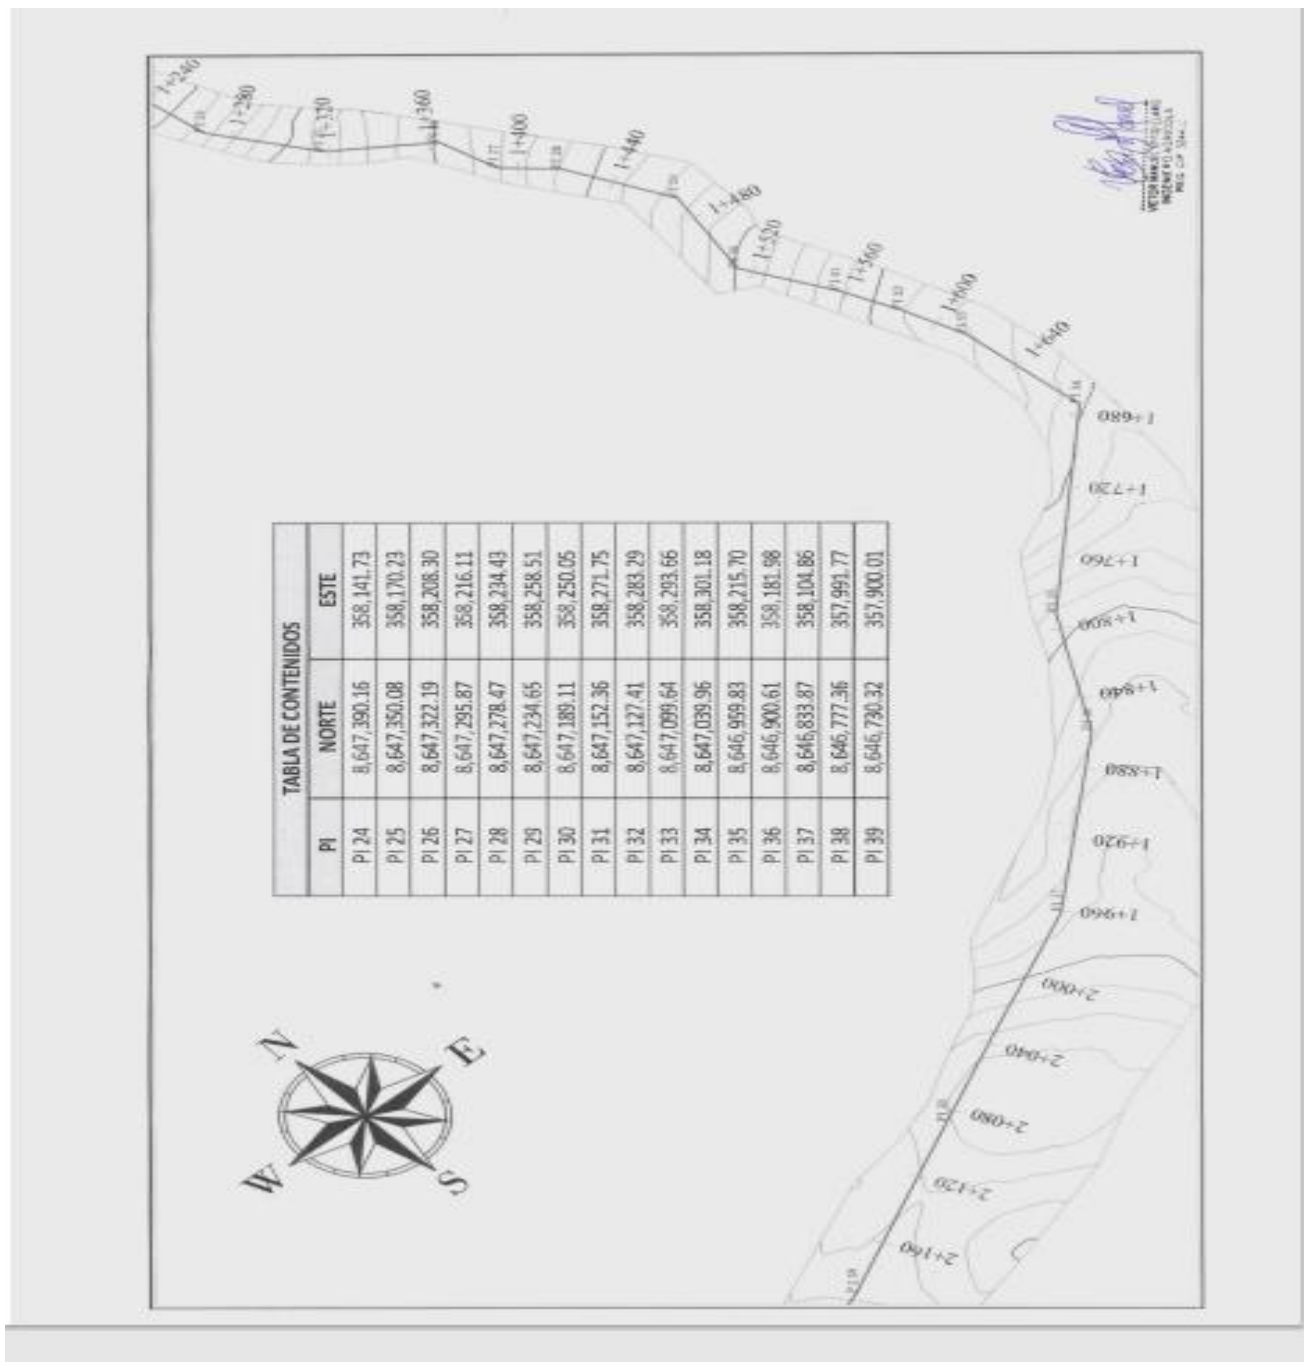 TABLA DE CONTENIDOS
PI NORTE ESTE
PI 24 8,647,390.16 358,141.73
PI 25 8,647,350.08 358,170.23
PI 26 8,647,322.19 358,208.30
PI 27 8,647,295.87 358,216.11
PI 28 8,647,278.47 358,234.43
PI 29 8,647,234.65 358,258.51
PI 30 8,647,189.11 358,250.05
PI 31 8,647,152.36 358,271.75
PI 32 8,647,127.41 358,283.29
PI 33 8,647,099.64 358,293.66
PI 34 8,647,039.96 358,301.18
PI 35 8,646,959.83 358,215.70
PI 36 8,646,900.61 358,181.98
PI 37 8,646,833.87 358,104.86
PI 38 8,646,777.36 357,991.77
PI 39 8,646,730.32 357,900.01
N
E
S
W
1+240
1+280
1+320
1+360
1+400
1+440
1+480
1+520
1+560
1+600
1+640
1+680
1+720
1+760
1+800
1+840
1+880
1+920
1+960
2+000
2+040
2+080
2+120
2+160
INGENIERO AGRICOLA